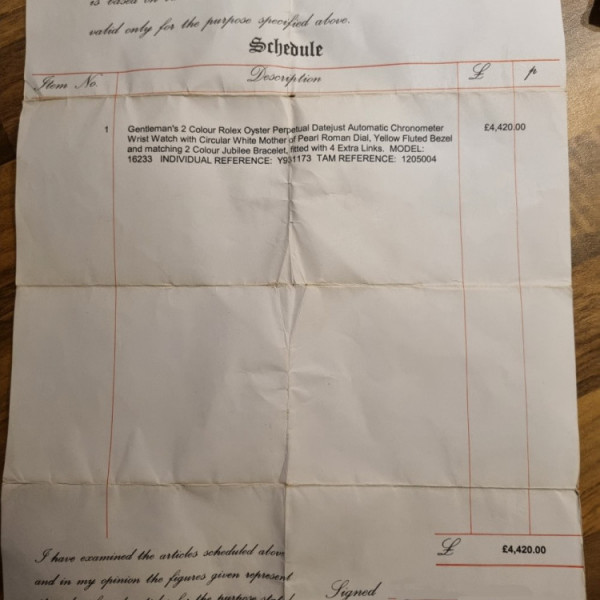 valid only for the purpose specified above.
Schedule
Item No. Description £ p
1 Gentleman's 2 Colour Rolex Oyster Perpetual Datejust Automatic Chronometer £4,420.00
Wrist Watch with Circular White Mother of Pearl Roman Dial, Yellow Fluted Bezel
and matching 2 Colour Jubilee Bracelet, fitted with 4 Extra Links. MODEL:
16233 INDIVIDUAL REFERENCE: Y931173 TAM REFERENCE: 1205004
£ £4,420.00
I have examined the articles scheduled above
and in my opinion the figures given represent
Signed